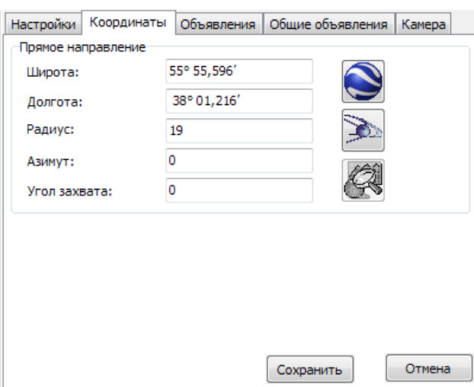 Настройки Координаты Объявления Общие объявления Камера
Прямое направление
Широта: 55° 55,596′
Долгота: 38° 01,216′
Радиус: 19
Азимут: 0
Угол захвата: 0
Сохранить Отмена